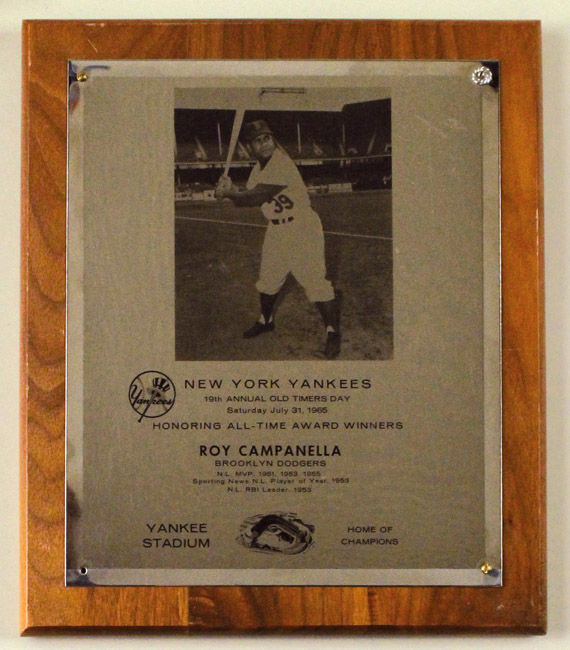 39
NEW YORK YANKEES
Yankees
19th ANNUAL OLD TIMERS DAY
Saturday July 31, 1965
HONORING ALL-TIME AWARD WINNERS
ROY CAMPANELLA
BROOKLYN DODGERS
N.L. MVP, 1951, 1953, 1955
Sporting News N.L. Player of Year, 1953
N.L. RBI Leader, 1953
YANKEE STADIUM
HOME OF CHAMPIONS